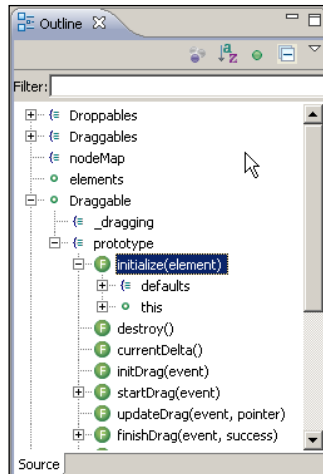 Outline
a
z
Filter:
Droppables
Draggables
nodeMap
elements
Draggable
_dragging
prototype
F initialize(element)
defaults
this
F destroy()
F currentDelta()
F initDrag(event)
F startDrag(event)
F updateDrag(event, pointer)
F finishDrag(event, success)
Source